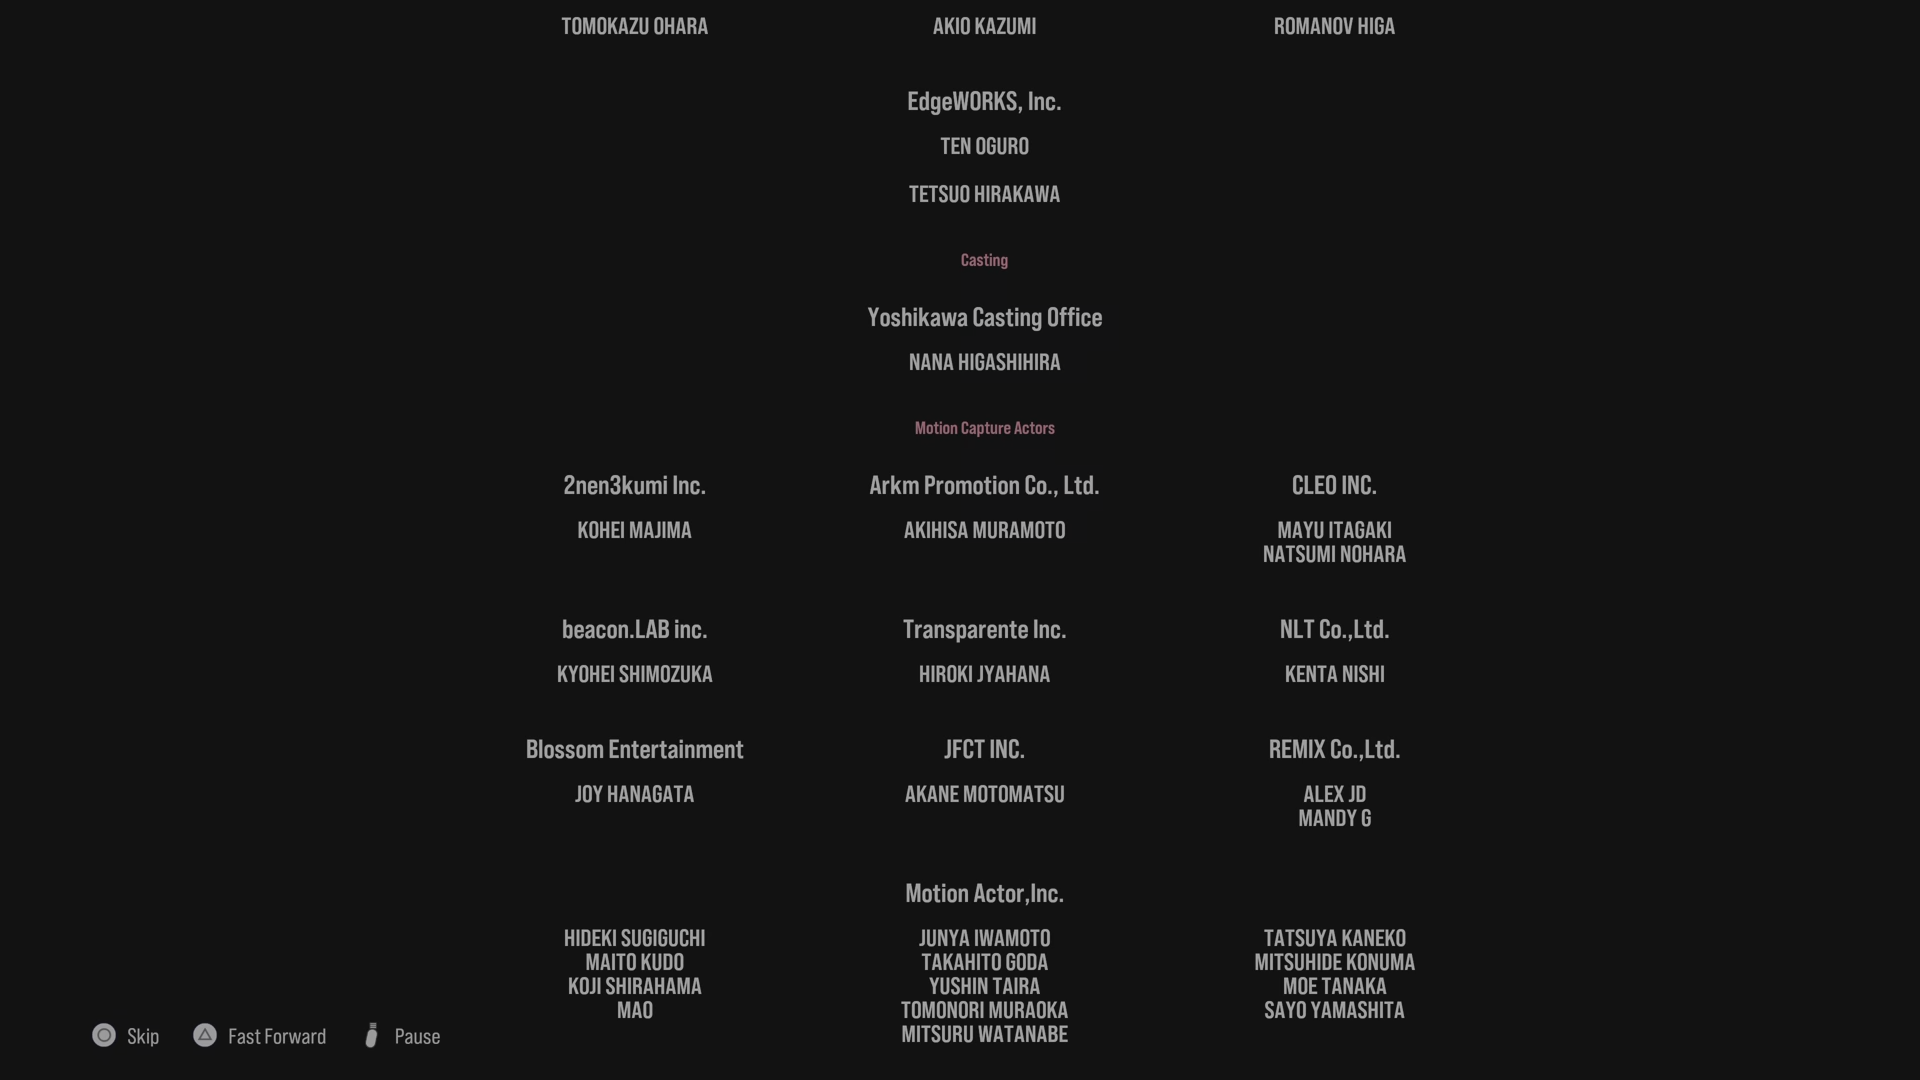 TOMOKAZU OHARA AKIO KAZUMI ROMANOV HIGA
EdgeWORKS, Inc.
TEN OGURO
TETSUO HIRAKAWA
Casting
Yoshikawa Casting Office
NANA HIGASHIHIRA
Motion Capture Actors
2nen3kumi Inc. Arkm Promotion Co., Ltd. CLEO INC.
KOHEI MAJIMA AKIHISA MURAMOTO MAYU ITAGAKI
NATSUMI NOHARA
beacon.LAB inc. Transparente Inc. NLT Co.,Ltd.
KYOHEI SHIMOZUKA HIROKI JYAHANA KENTA NISHI
Blossom Entertainment JFCT INC. REMIX Co.,Ltd.
JOY HANAGATA AKANE MOTOMATSU ALEX JD
MANDY G
Motion Actor,Inc.
HIDEKI SUGIGUCHI JUNYA IWAMOTO TATSUYA KANEKO
MAITO KUDO TAKAHITO GODA MITSUHIDE KONUMA
KOJI SHIRAHAMA YUSHIN TAIRA MOE TANAKA
MAO TOMONORI MURAOKA SAYO YAMASHITA
MITSURU WATANABE
Skip Fast Forward Pause